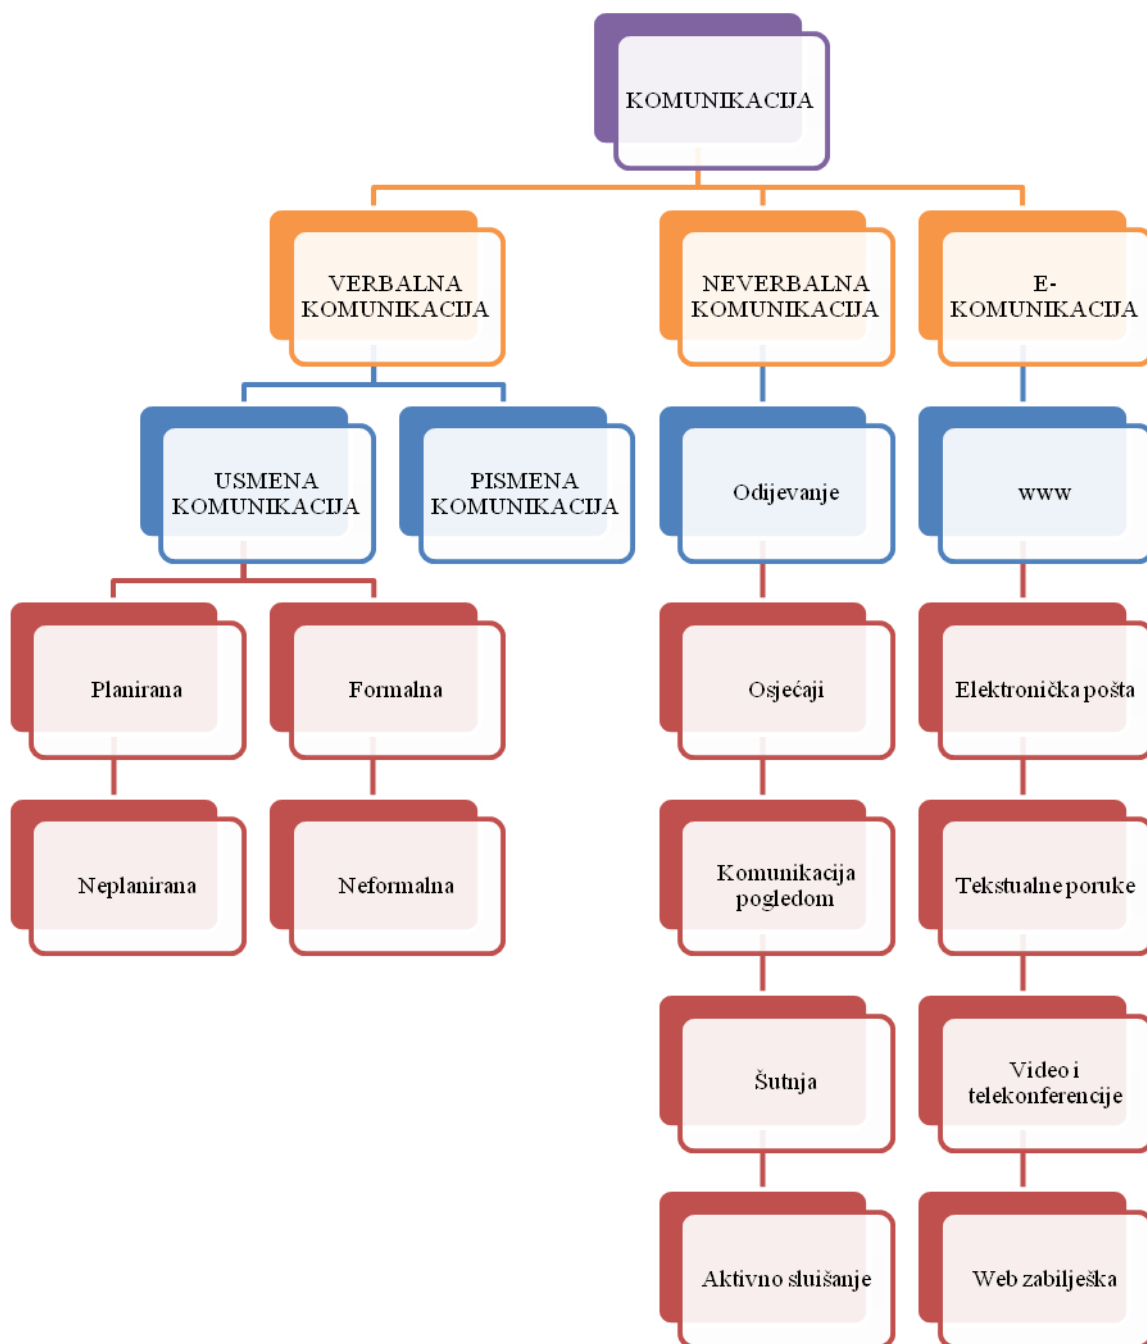 KOMUNIKACIJA
VERBALNA
KOMUNIKACIJA
NEVERBALNA
KOMUNIKACIJA
E-
KOMUNIKACIJA
USMENA
KOMUNIKACIJA
PISMENA
KOMUNIKACIJA
Odijevanje
www
Planirana
Formalna
Osjećaji
Elektronička pošta
Neplanirana
Neformalna
Komunikacija
pogledom
Tekstualne poruke
Šutnja
Video i
telekonferencije
Aktivno sluišanje
Web zabilješka